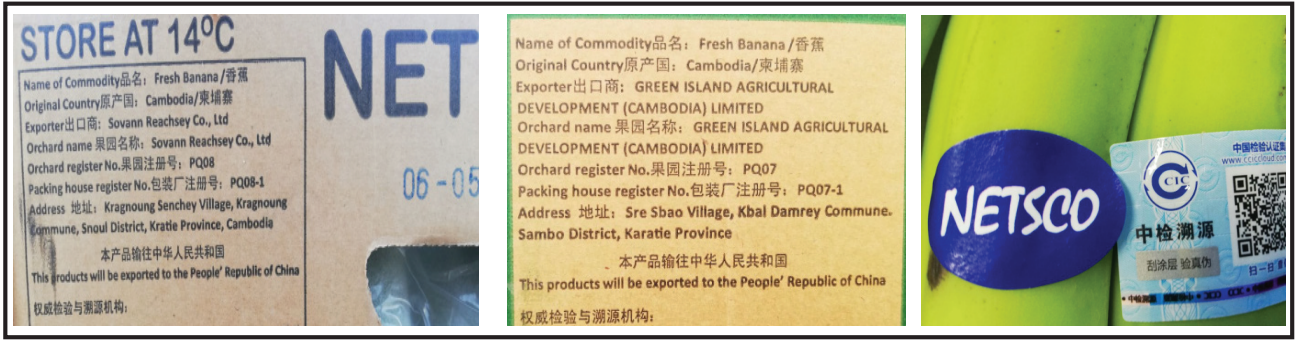 STORE AT 14°C
Name of Commodity品名：Fresh Banana/香蕉
Original Country原产国：Cambodia/柬埔寨
Exporter出口商：Sovann Reachsey Co., Ltd
Orchard name 果园名称：Sovann Reachsey Co., Ltd
Orchard register No.果园注册号：PQ08
Packing house register No.包装厂注册号：PQ08-1
Address 地址：Kragnoung Senchey Village, Kragnoung
Commune, Snoul District, Kratie Province, Cambodia
本产品输往中华人民共和国
This products will be exported to the People' Republic of China
权威检验与溯源机构：
NET
06-05
Name of Commodity品名：Fresh Banana/香蕉
Original Country原产国：Cambodia/柬埔寨
Exporter出口商：GREEN ISLAND AGRICULTURAL
DEVELOPMENT (CAMBODIA) LIMITED
Orchard name 果园名称：GREEN ISLAND AGRICULTURAL
DEVELOPMENT (CAMBODIA) LIMITED
Orchard register No.果园注册号：PQ07
Packing house register No.包装厂注册号：PQ07-1
Address 地址：Sre Sbao Village, Kbal Damrey Commune.
Sambo District, Karatie Province
本产品输往中华人民共和国
This products will be exported to the People' Republic of China
权威检验与溯源机构：
NETSCO
中国检验认证集
www.ccicloud.com
CCIC
中检溯源
刮涂层 验真伪
扫一扫